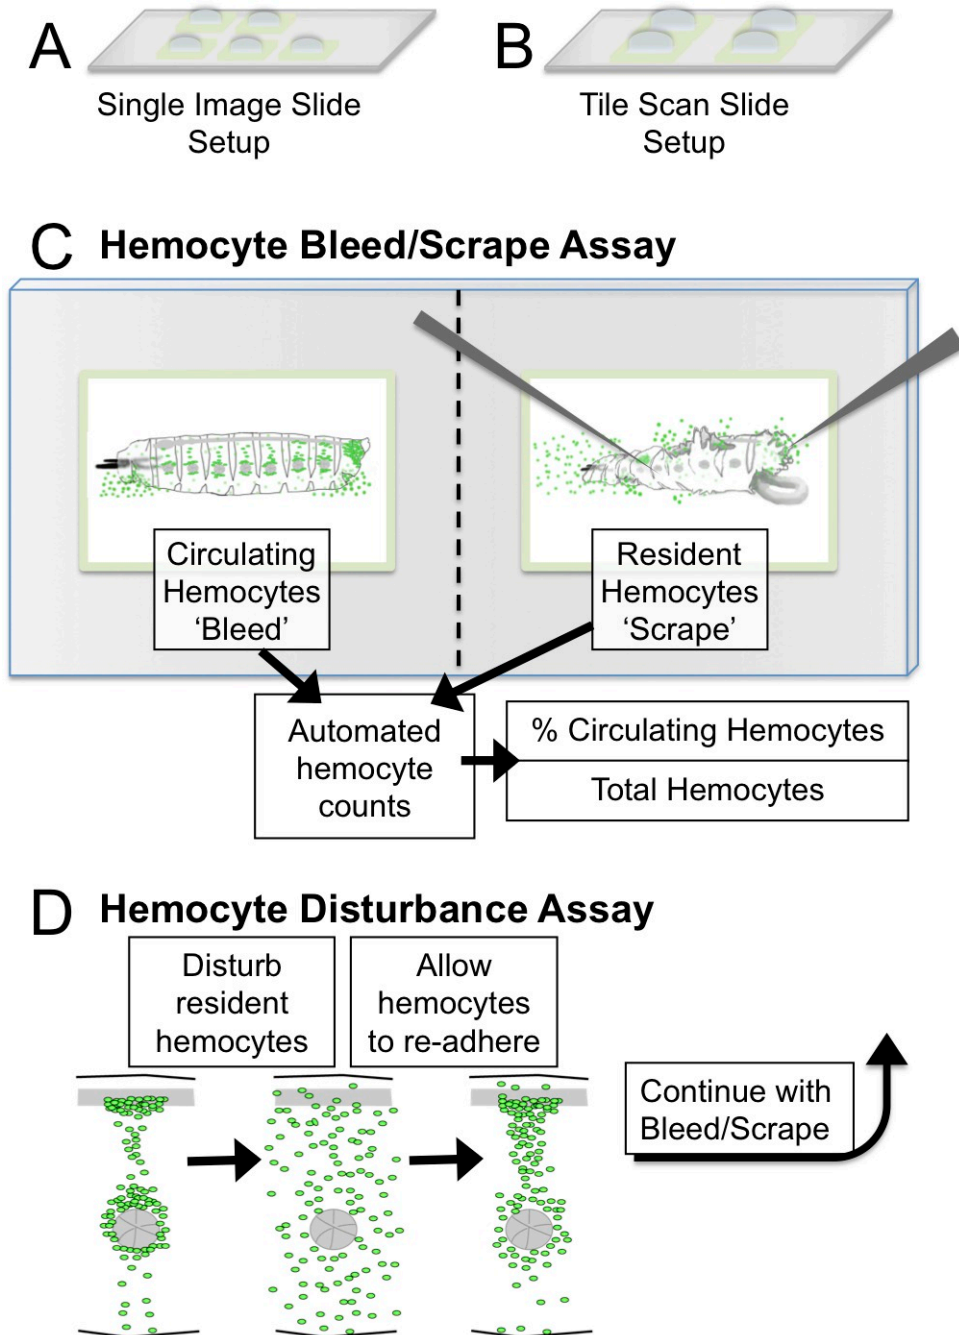 A
Single Image Slide
Setup
B
Tile Scan Slide
Setup
C Hemocyte Bleed/Scrape Assay
Circulating
Hemocytes
‘Bleed’
Resident
Hemocytes
‘Scrape’
Automated
hemocyte
counts
% Circulating Hemocytes
Total Hemocytes
D Hemocyte Disturbance Assay
Disturb
resident
hemocytes
Allow
hemocytes
to re-adhere
Continue with
Bleed/Scrape